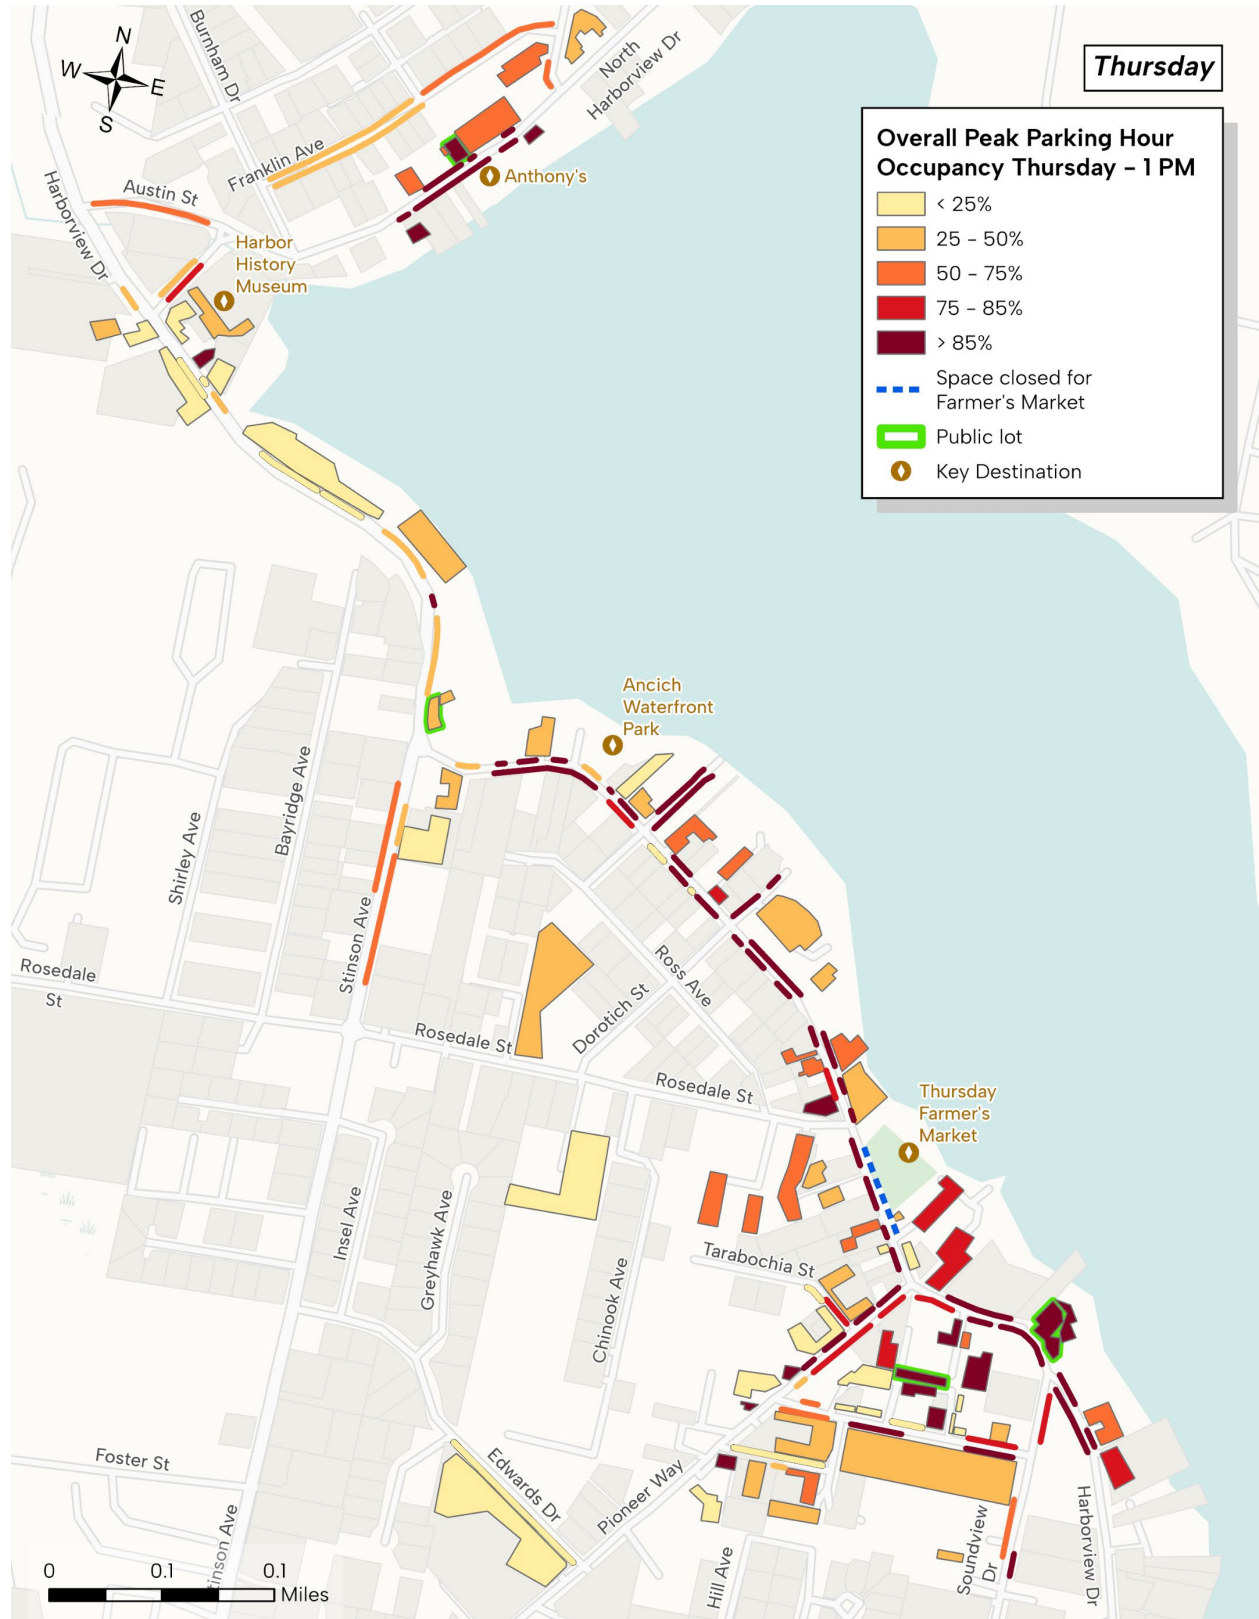 Thursday
N
W
E
S
Burnham Dr
North
Harborview Dr
Overall Peak Parking Hour
Occupancy Thursday – 1 PM
< 25%
25 – 50%
50 – 75%
75 – 85%
> 85%
Space closed for
Farmer's Market
Public lot
Key Destination
Franklin Ave
Anthony's
Austin St
Harborview Dr
Harbor
History
Museum
Ancich
Waterfront
Park
Bayridge Ave
Shirley Ave
Stinson Ave
Ross Ave
Rosedale
St
Dorotich St
Rosedale St
Rosedale St
Thursday
Farmer's
Market
Insel Ave
Greyhawk Ave
Tarabochia St
Chinook Ave
Foster St
Edwards Dr
Pioneer Way
Harborview Dr
Soundview
Dr
Hill Ave
tinson Ave
0
0.1
0.1
Miles